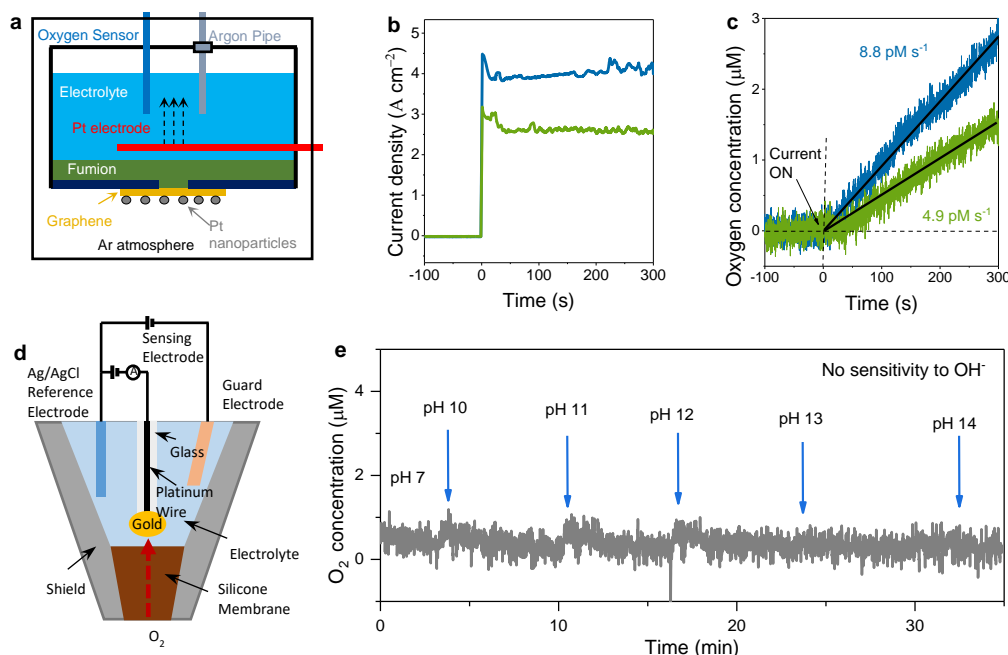 a
Oxygen Sensor
Argon Pipe
Electrolyte
Pt electrode
Fumion
Graphene
Pt
nanoparticles
Ar atmosphere
b
Current density (A cm⁻²)
5
4
3
2
1
0
-100 0 100 200 300
Time (s)
c
Oxygen concentration (µM)
3
2
1
0
8.8 pM s⁻¹
Current
ON
4.9 pM s⁻¹
-100 0 100 200 300
Time (s)
d
Sensing
Electrode
A
Ag/AgCl
Reference
Electrode
Guard
Electrode
Glass
Platinum
Wire
Gold
Electrolyte
Shield
Silicone
Membrane
O₂
e
O₂ concentration (µM)
4
2
0
No sensitivity to OH⁻
pH 7
pH 10
pH 11
pH 12
pH 13
pH 14
0 10 20 30
Time (min)